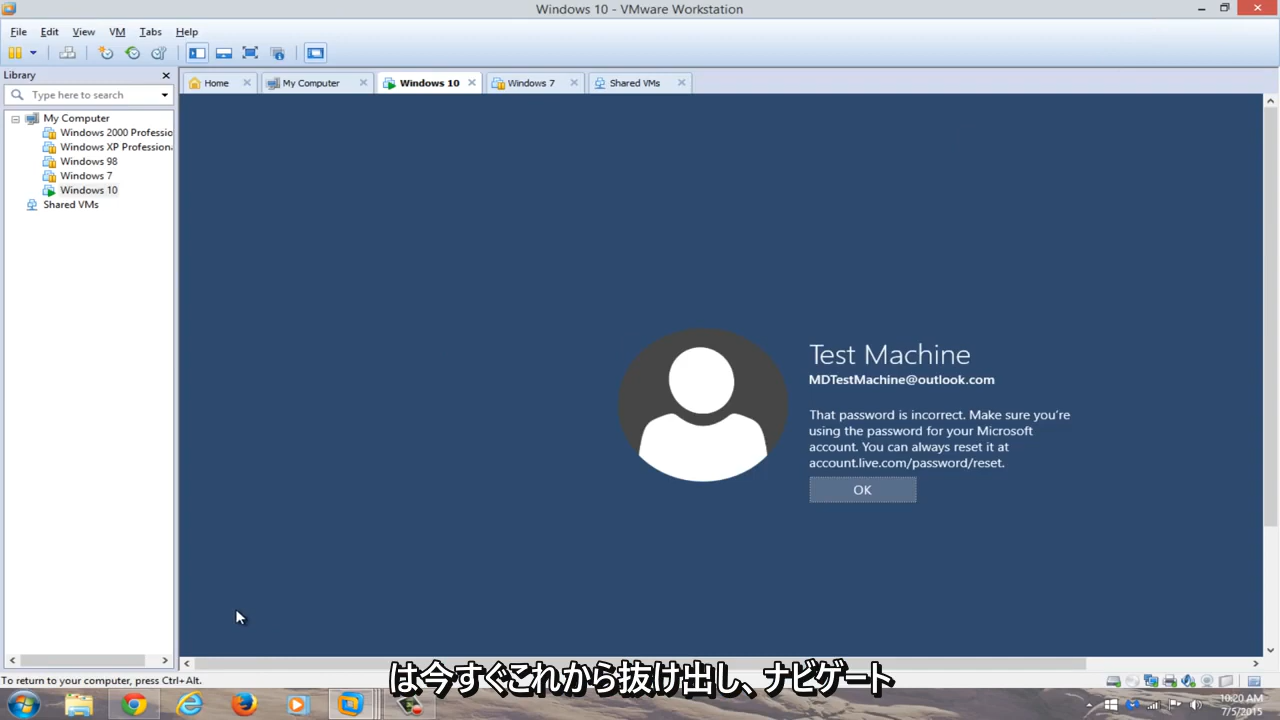 Windows 10 - VMware Workstation
File Edit View VM Tabs Help
Library
Home My Computer Windows 10 Windows 7 Shared VMs
Type here to search
My Computer
Windows 2000 Professio
Windows XP Professiona
Windows 98
Windows 7
Windows 10
Shared VMs
Test Machine
MDTestMachine@outlook.com
That password is incorrect. Make sure you're
using the password for your Microsoft
account. You can always reset it at
account.live.com/password/reset.
OK
は今すぐこれから抜け出し、ナビゲート
To return to your computer, press Ctrl+Alt.
10:20 AM
7/5/2015